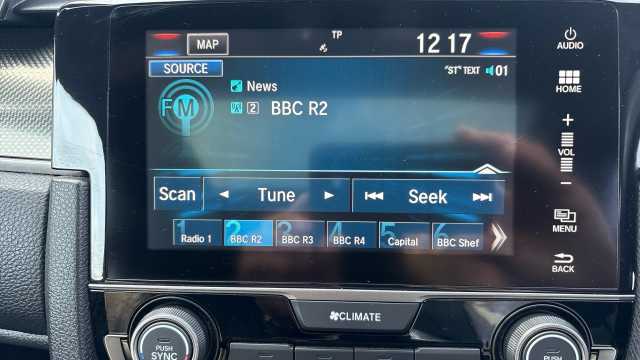 MAP TP 12 17
SOURCE "ST" TEXT 01
News
FM 2 BBC R2
Scan Tune Seek
1 2 3 4 5 6
Radio 1 BBC R2 BBC R3 BBC R4 Capital BBC Shef
AUDIO
HOME
+
VOL
−
MENU
BACK
CLIMATE
PUSH
SYNC
PUSH